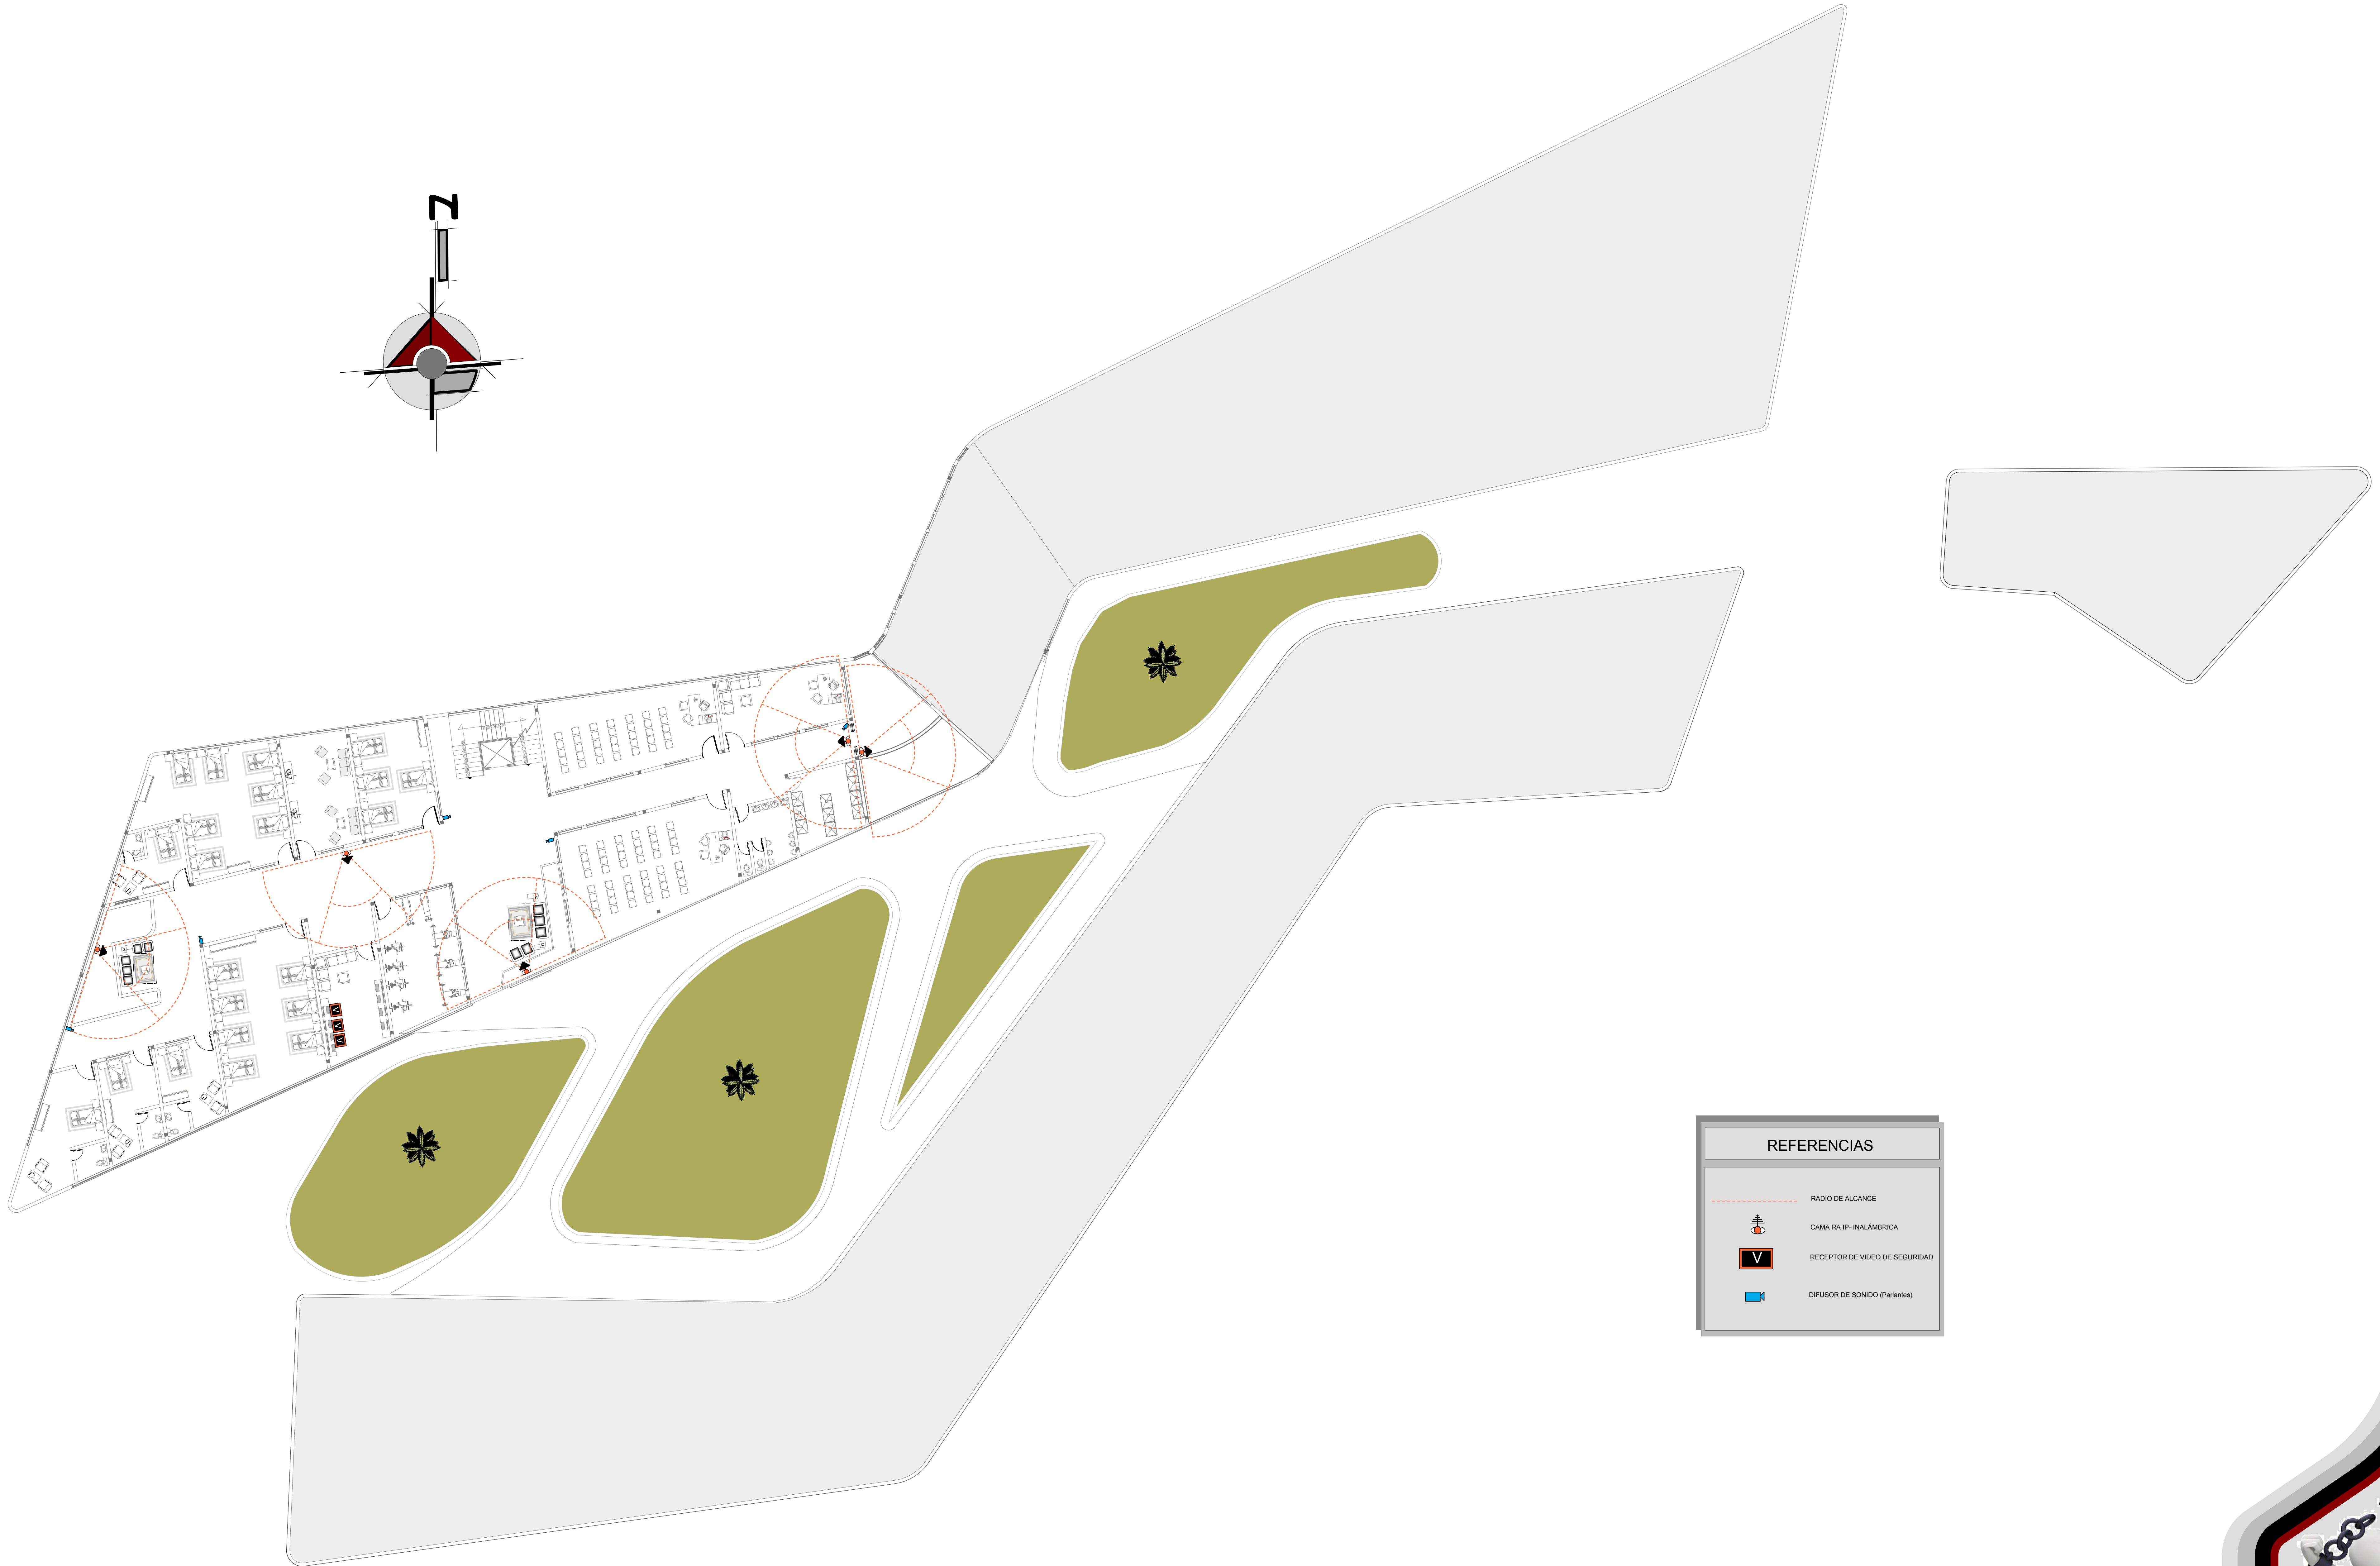 N
V
V
V
REFERENCIAS
RADIO DE ALCANCE
CAMA RA IP- INALÁMBRICA
V
RECEPTOR DE VIDEO DE SEGURIDAD
DIFUSOR DE SONIDO (Parlantes)